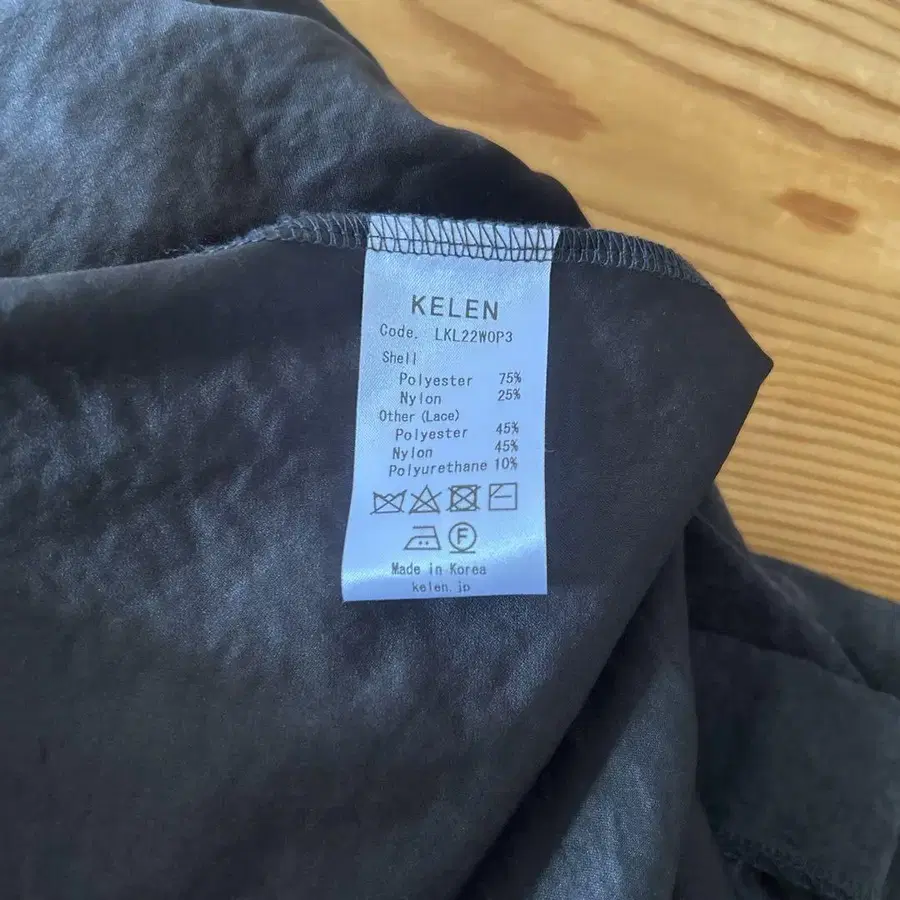 KELEN
Code. LKL22WOP3
Shell
Polyester 75%
Nylon 25%
Other (Lace)
Polyester 45%
Nylon 45%
Polyurethane 10%
F
Made in Korea
kelen.jp